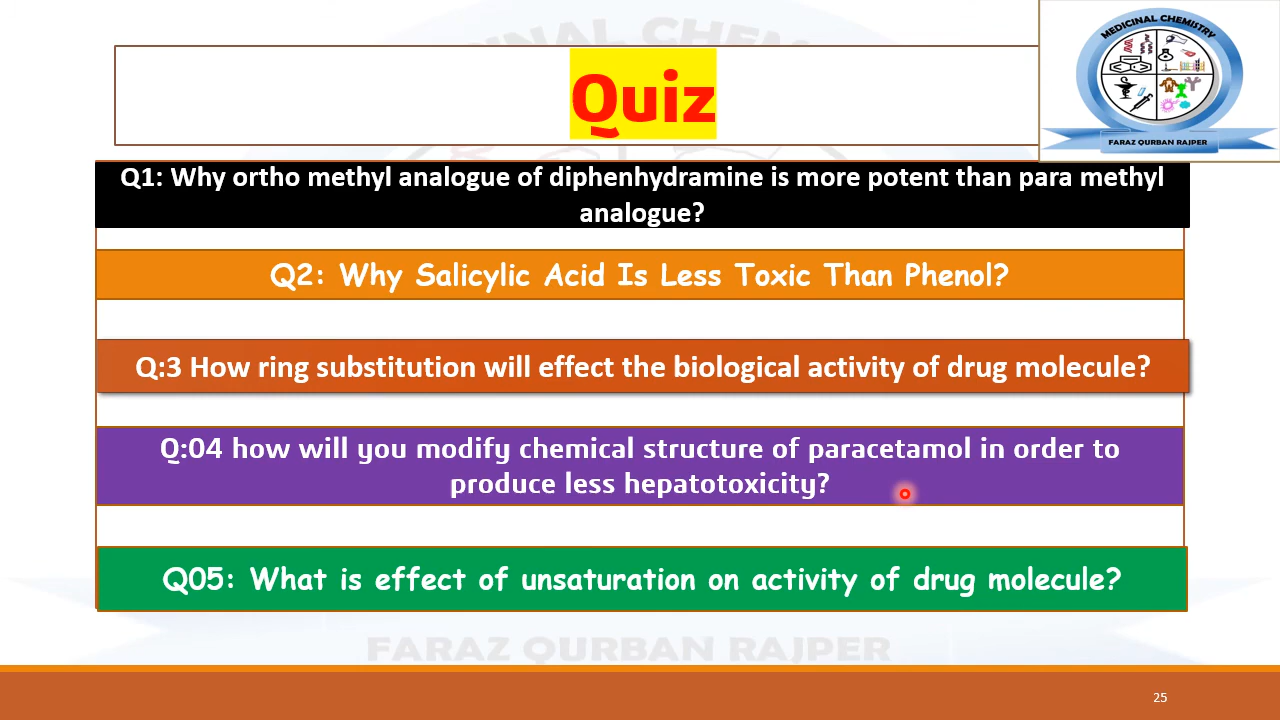 MEDICINAL CHEMISTRY
FARAZ QURBAN RAJPER
Quiz
Q1: Why ortho methyl analogue of diphenhydramine is more potent than para methyl
analogue?
Q2: Why Salicylic Acid Is Less Toxic Than Phenol?
Q:3 How ring substitution will effect the biological activity of drug molecule?
Q:04 how will you modify chemical structure of paracetamol in order to
produce less hepatotoxicity?
Q05: What is effect of unsaturation on activity of drug molecule?
FARAZ QURBAN RAJPER
25